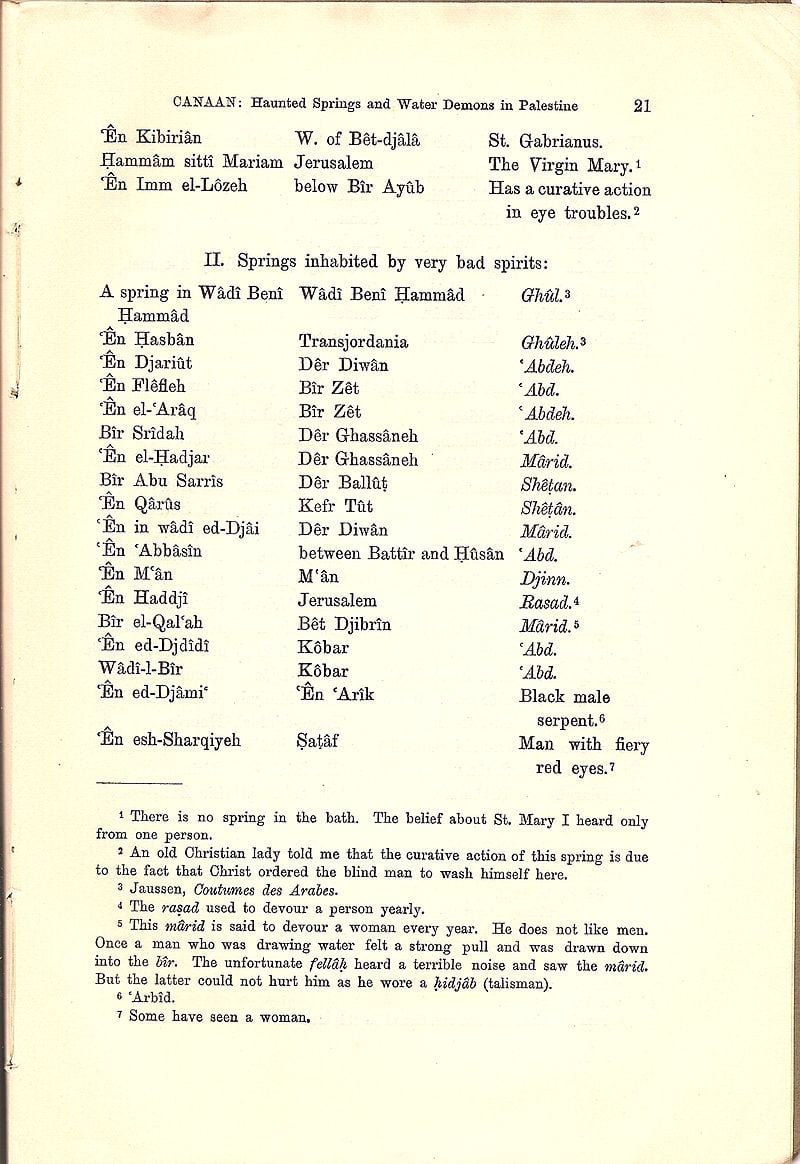 CANAAN: Haunted Springs and Water Demons in Palestine 21
ʿÊn Kibiriân W. of Bêt-djâlâ St. Gabrianus.
Ḥammâm sittî Mariam Jerusalem The Virgin Mary.¹
ʿÊn Imm el-Lôzeh below Bîr Ayûb Has a curative action
in eye troubles.²
II. Springs inhabited by very bad spirits:
A spring in Wâdî Benî Wâdî Benî Ḥammâd Ghûl.³
Ḥammâd
ʿÊn Ḥasbân Transjordania Ghûleh.³
ʿÊn Djariût Dêr Diwân ʿAbdeh.
ʿÊn Flêfleh Bîr Zêt ʿAbd.
ʿÊn el-ʿArâq Bîr Zêt ʿAbdeh.
Bîr Srîdah Dêr Ghassâneh ʿAbd.
ʿÊn el-Ḥadjar Dêr Ghassâneh Mârid.
Bîr Abu Sarrîs Dêr Ballûṭ Shêṭan.
ʿÊn Qârûs Kefr Tût Shêṭân.
ʿÊn in wâdî ed-Djâi Dêr Diwân Mârid.
ʿÊn ʿAbbâsîn between Battîr and Ḥûsân ʿAbd.
ʿÊn Mʿân Mʿân Djinn.
ʿÊn Haddjî Jerusalem Rasad.⁴
Bîr el-Qalʿah Bêt Djibrîn Mârid.⁵
ʿÊn ed-Djdîdî Kôbar ʿAbd.
Wâdî-l-Bîr Kôbar ʿAbd.
ʿÊn ed-Djâmiʿ ʿÊn ʿArîk Black male
serpent.⁶
ʿÊn esh-Sharqiyeh Ṣaṭâf Man with fiery
red eyes.⁷
¹ There is no spring in the bath. The belief about St. Mary I heard only
from one person.
² An old Christian lady told me that the curative action of this spring is due
to the fact that Christ ordered the blind man to wash himself here.
³ Jaussen, Coutumes des Arabes.
⁴ The raṣad used to devour a person yearly.
⁵ This mârid is said to devour a woman every year. He does not like men.
Once a man who was drawing water felt a strong pull and was drawn down
into the bîr. The unfortunate fellâḥ heard a terrible noise and saw the mârid.
But the latter could not hurt him as he wore a ḥidjâb (talisman).
⁶ ʿArbîd.
⁷ Some have seen a woman.